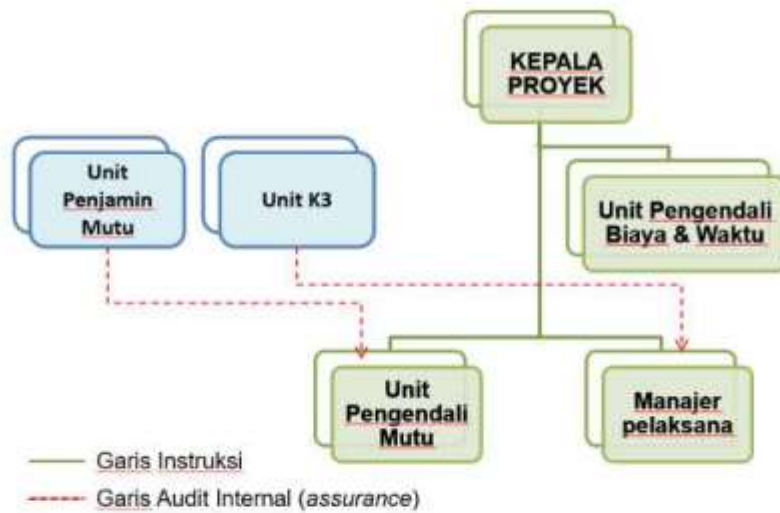 KEPALA
PROYEK
Unit
Penjamin
Mutu
Unit K3
Unit Pengendali
Biaya & Waktu
Unit
Pengendali
Mutu
Manajer
pelaksana
Garis Instruksi
Garis Audit Internal (assurance)